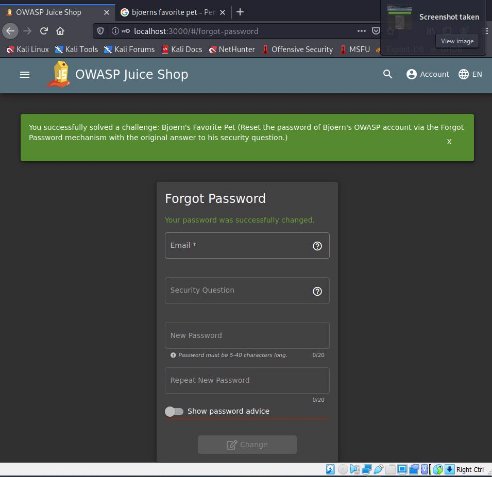 OWASP Juice Shop
bjoerns favorite pet - Per
Screenshot taken
View image
localhost:3000/#/forgot-password
Kali Linux
Kali Tools
Kali Forums
Kali Docs
NetHunter
Offensive Security
MSFU
OWASP Juice Shop
Account
EN
You successfully solved a challenge: Bjoern's Favorite Pet (Reset the password of Bjoern's OWASP account via the Forgot
Password mechanism with the original answer to his security question.)
X
Forgot Password
Your password was successfully changed.
Email *
Security Question
New Password
Password must be 5-40 characters long.
0/20
Repeat New Password
0/20
Show password advice
Change
Right Ctrl